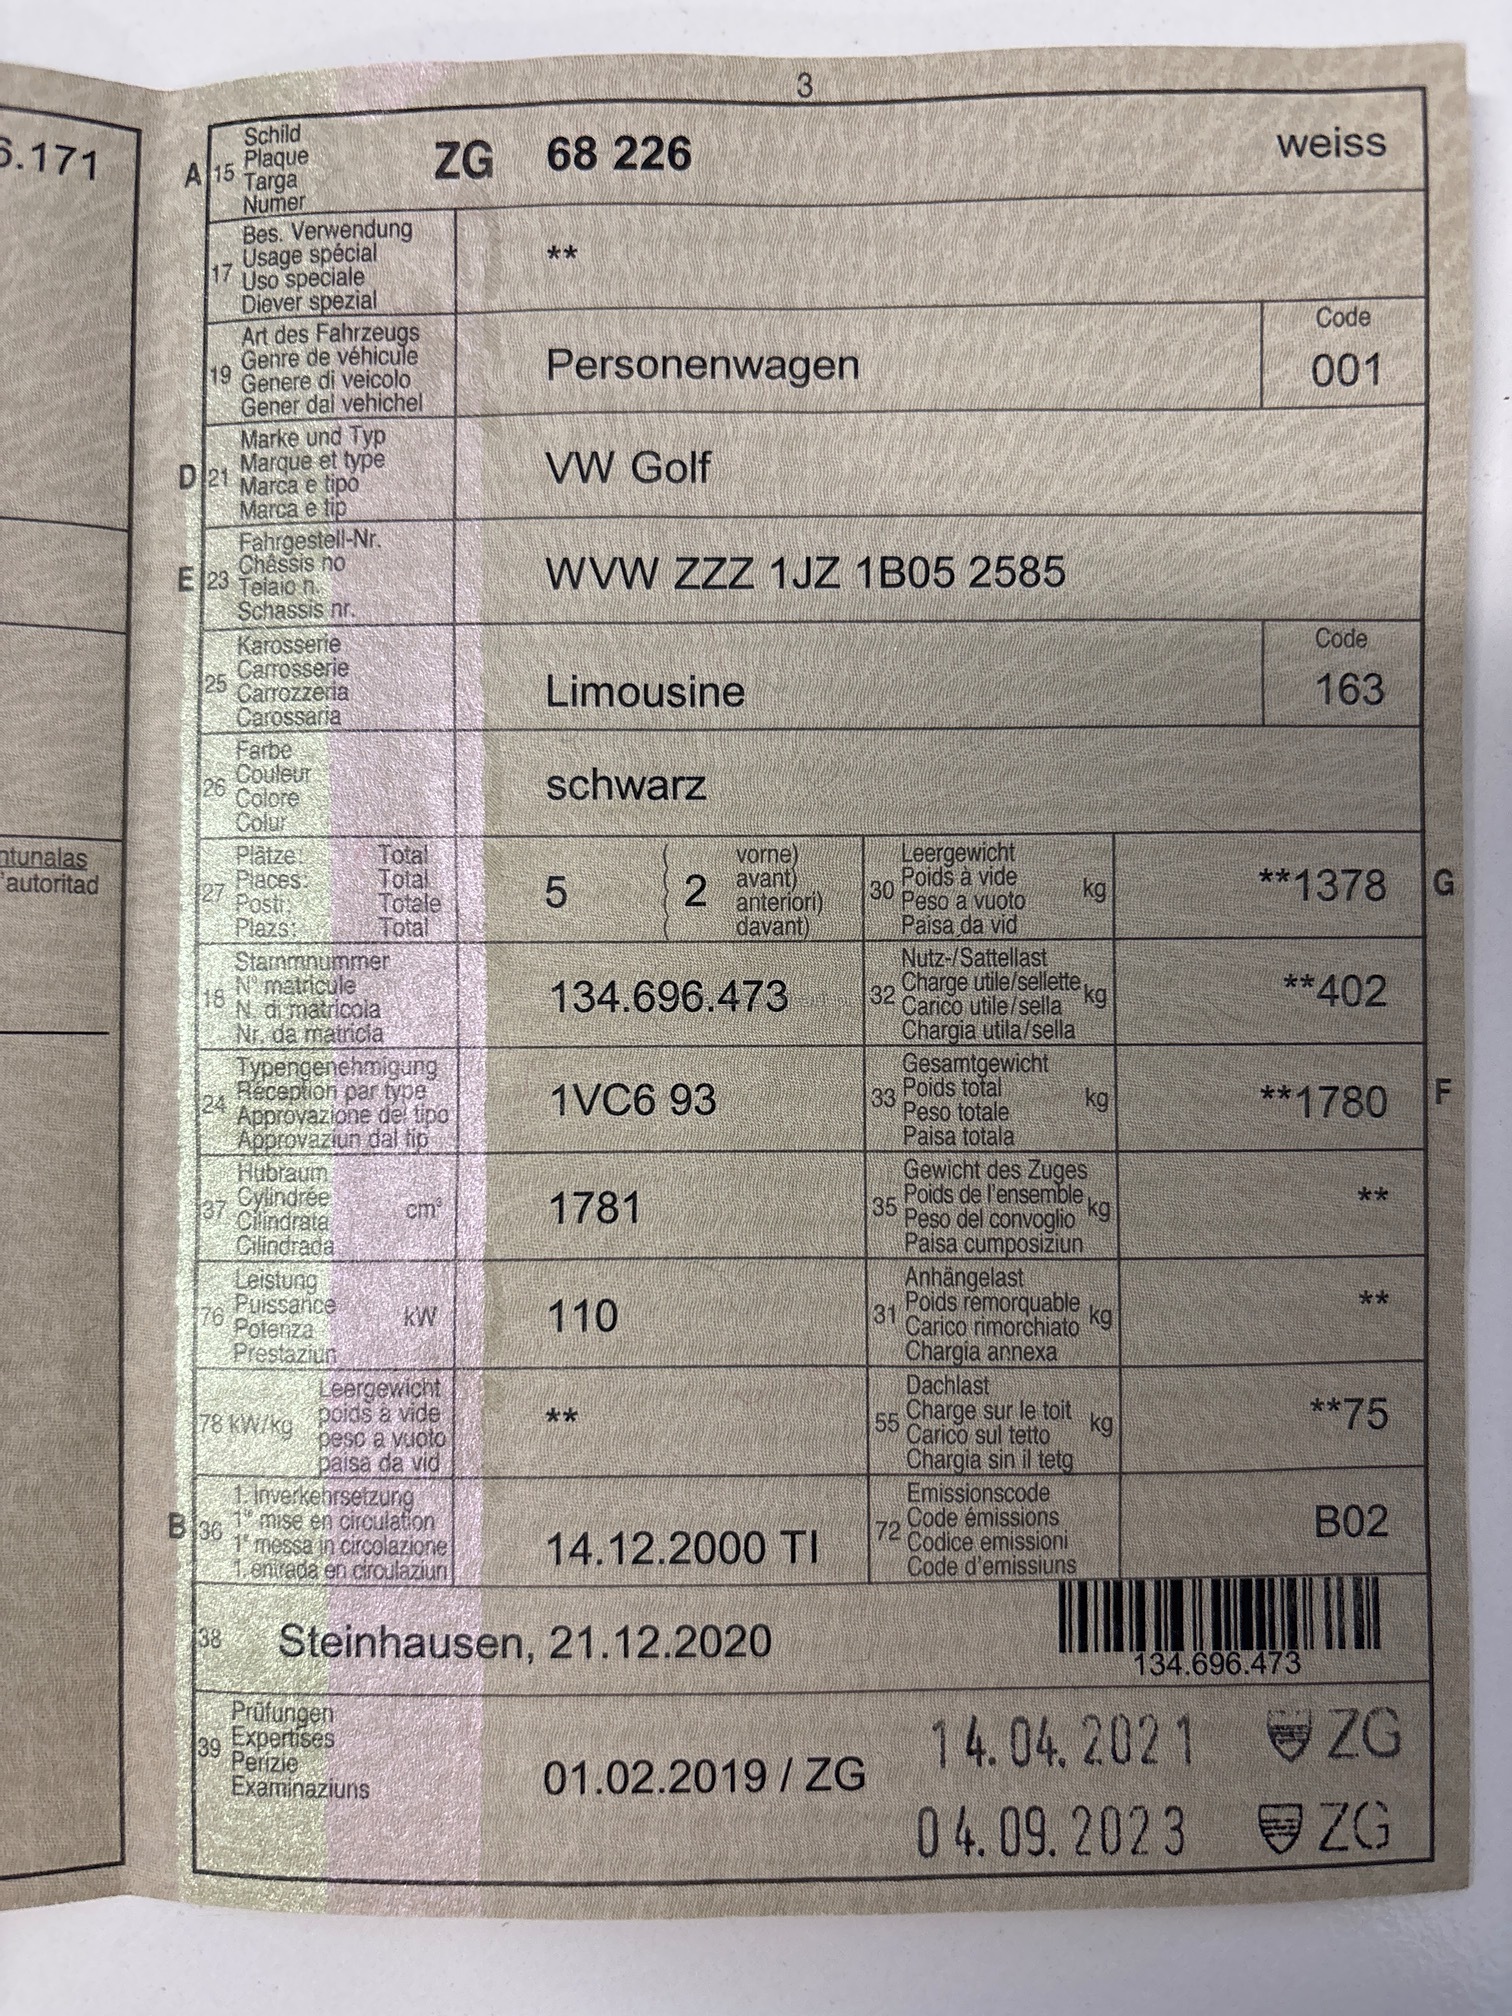 3
6.171
ntunalas
'autoritad
A 15 Schild
Plaque
Targa
Numer
ZG 68 226 weiss
17 Bes. Verwendung
Usage spécial
Uso speciale
Diever spezial
**
19 Art des Fahrzeugs
Genre de véhicule
Genere di veicolo
Gener dal vehichel
Personenwagen
Code
001
D 21 Marke und Typ
Marque et type
Marca e tipo
Marca e tip
VW Golf
E 23 Fahrgestell-Nr.
Châssis no
Telaio n.
Schassis nr.
WVW ZZZ 1JZ 1B05 2585
25 Karosserie
Carrosserie
Carrozzeria
Carossaria
Limousine
Code
163
26 Farbe
Couleur
Colore
Colur
schwarz
27 Plätze: Total
Places: Total
Posti: Totale
Plazs: Total
5 ( 2 vorne)
avant)
anteriori)
davant)
30 Leergewicht
Poids à vide
Peso a vuoto
Paisa da vid
kg **1378 G
18 Stammnummer
N° matricule
N. di matricola
Nr. da matricla
134.696.473
32 Nutz-/Sattellast
Charge utile/sellette
Carico utile/sella
Chargia utila/sella
kg **402
24 Typengenehmigung
Réception par type
Approvazione del tipo
Approvaziun dal tip
1VC6 93
33 Gesamtgewicht
Poids total
Peso totale
Paisa totala
kg **1780 F
37 Hubraum
Cylindrée
Cilindrata
Cilindrada
cm³ 1781
35 Gewicht des Zuges
Poids de l'ensemble
Peso del convoglio
Paisa cumposiziun
kg **
76 Leistung
Puissance
Potenza
Prestaziun
kW 110
31 Anhängelast
Poids remorquable
Carico rimorchiato
Chargia annexa
kg **
78 kW/kg Leergewicht
poids à vide
peso a vuoto
paisa da vid
**
55 Dachlast
Charge sur le toit
Carico sul tetto
Chargia sin il tetg
kg **75
B 36 1. Inverkehrsetzung
1ʳᵉ mise en circulation
1ª messa in circolazione
1. entrada en circulaziun
14.12.2000 TI
72 Emissionscode
Code émissions
Codice emissioni
Code d'emissiuns
B02
38 Steinhausen, 21.12.2020
134.696.473
39 Prüfungen
Expertises
Perizie
Examinaziuns
01.02.2019 / ZG
14.04.2021 ZG
04.09.2023 ZG